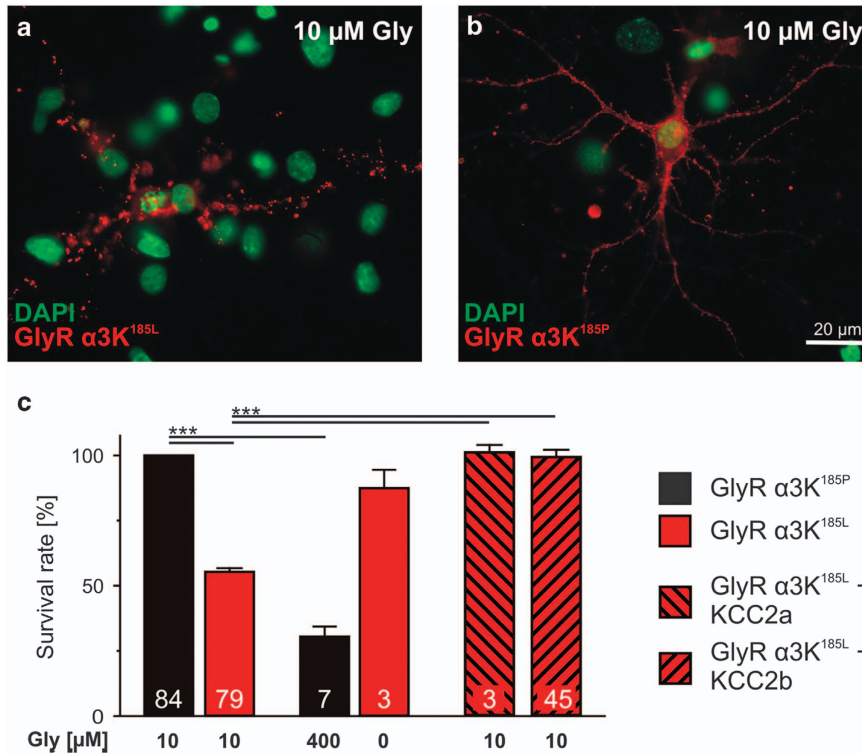 a
10 µM Gly
DAPI
GlyR α3K185L
b
10 µM Gly
DAPI
GlyR α3K185P
20 µm
c
***
***
Survival rate [%]
100
50
0
84
79
7
3
3
45
Gly [µM]
10
10
400
0
10
10
GlyR α3K185P
GlyR α3K185L
GlyR α3K185L
KCC2a
GlyR α3K185L
KCC2b